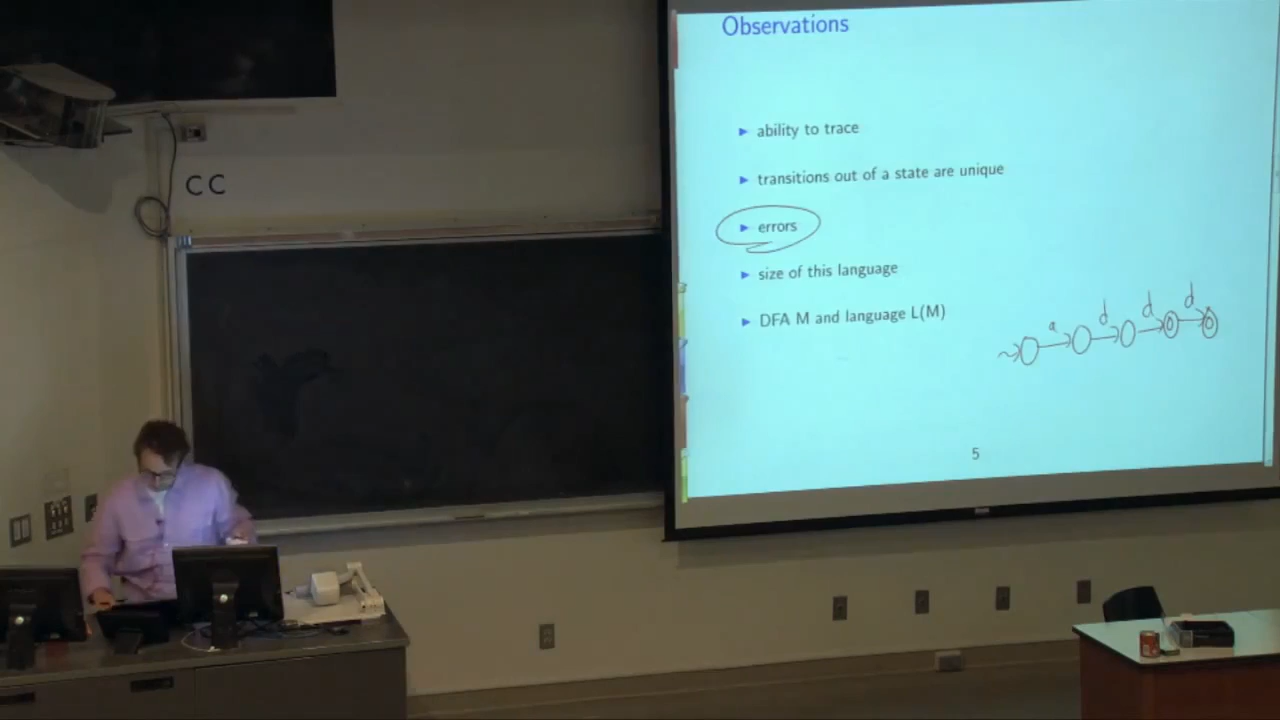 Observations
▶ ability to trace
CC
▶ transitions out of a state are unique
▶ errors
▶ size of this language
▶ DFA M and language L(M)
a d d d
5